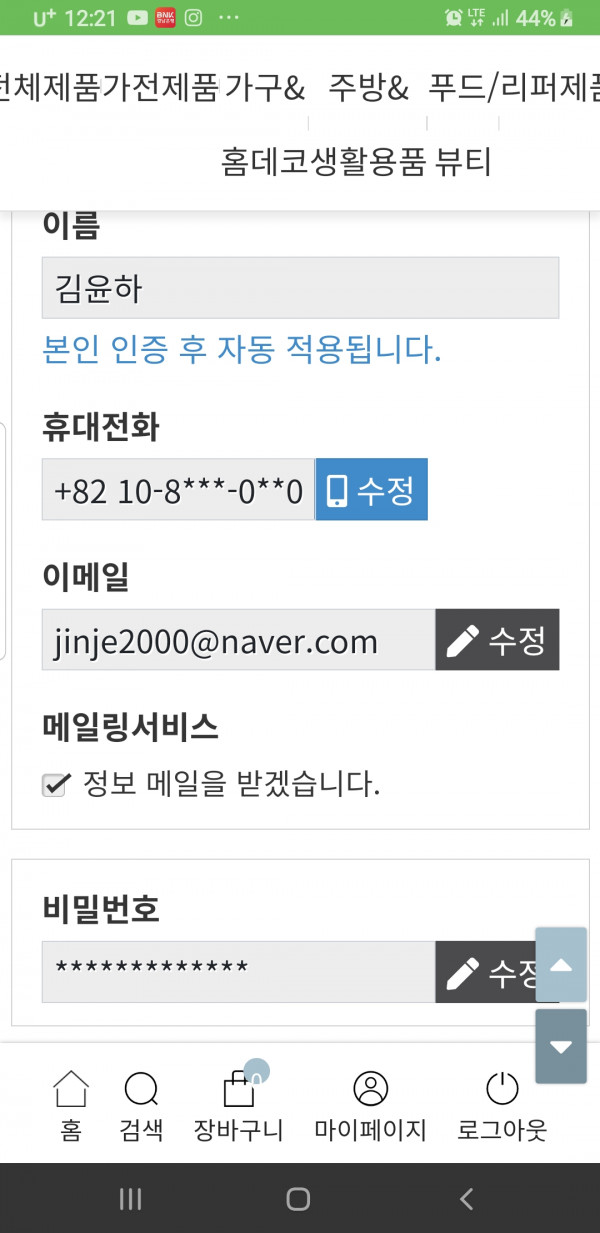 U+ 12:21 BNK LTE 44%
전체제품 가전제품 가구& 주방& 푸드/ 리퍼제품
홈데코 생활용품 뷰티
이름
김윤하
본인 인증 후 자동 적용됩니다.
휴대전화
+82 10-8***-0**0 수정
이메일
jinje2000@naver.com 수정
메일링서비스
정보 메일을 받겠습니다.
비밀번호
************* 수정
0
홈 검색 장바구니 마이페이지 로그아웃